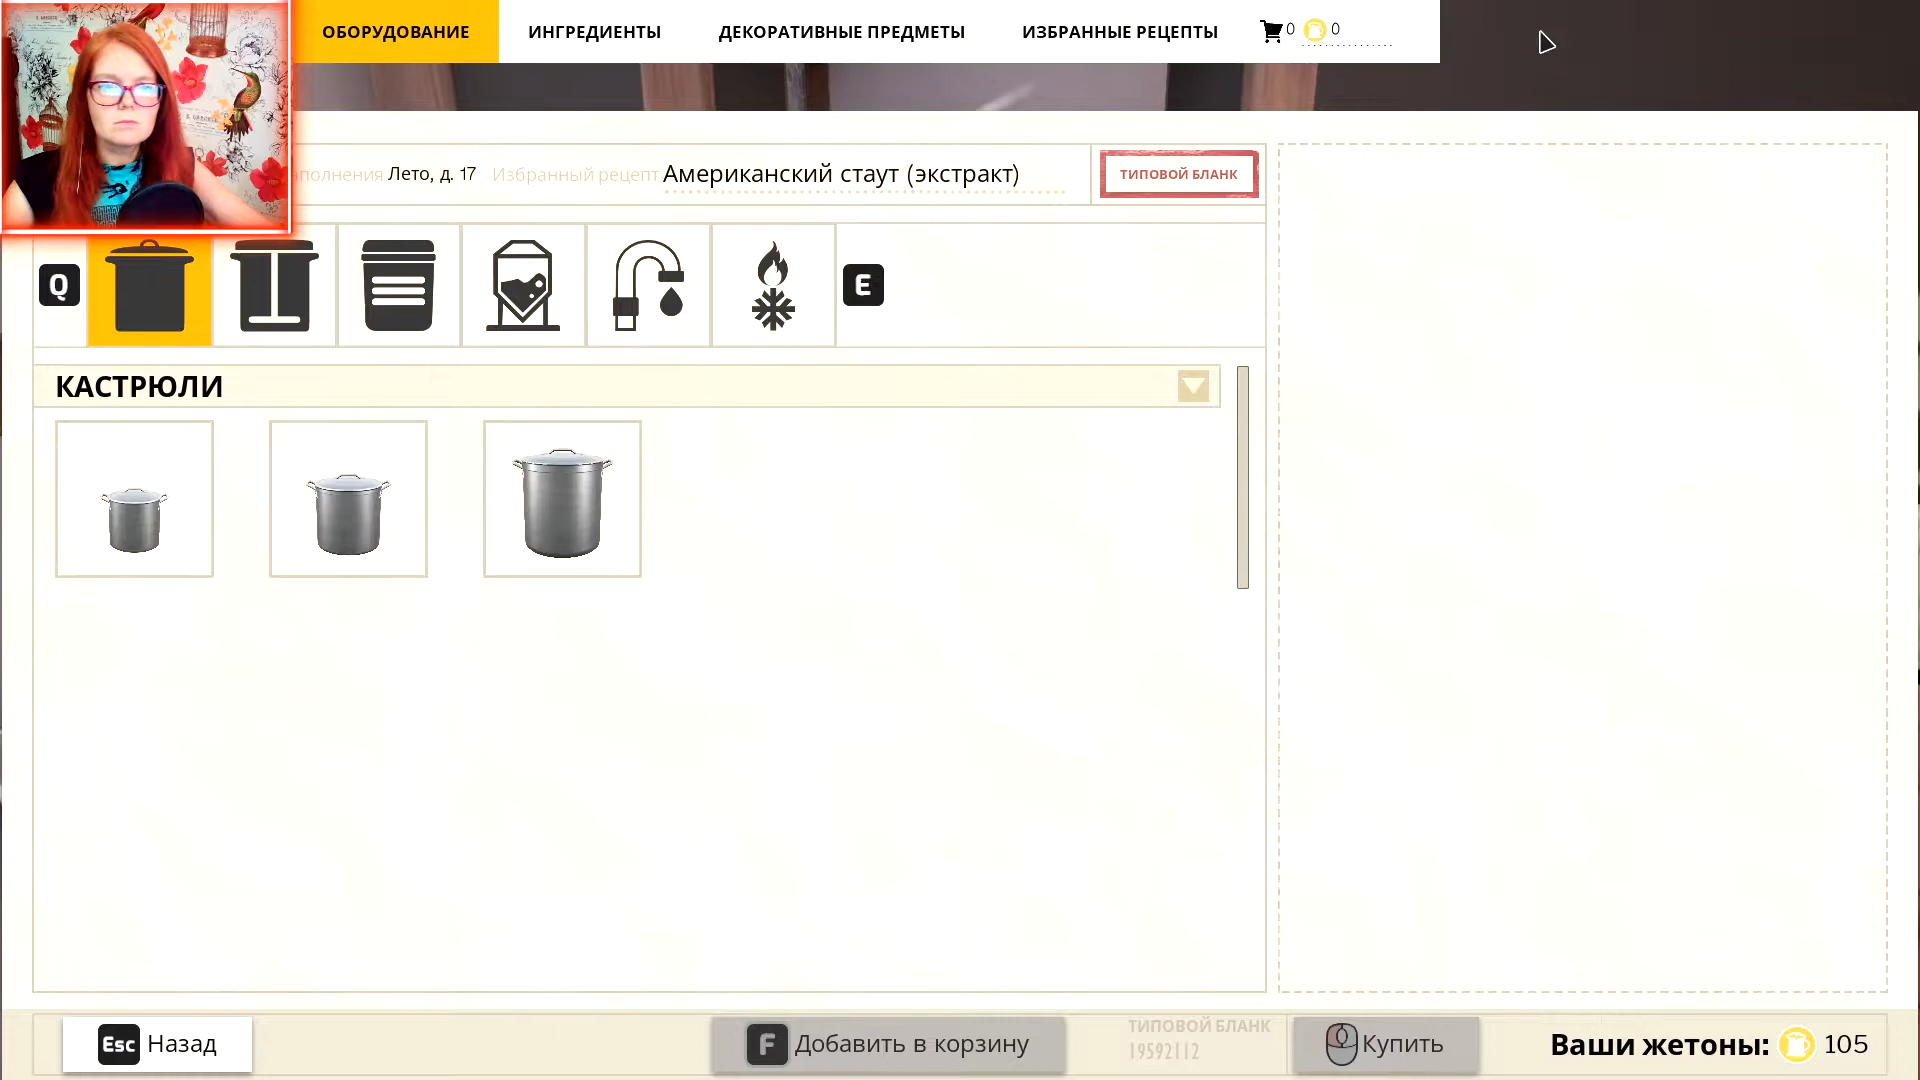 ОБОРУДОВАНИЕ
ИНГРЕДИЕНТЫ
ДЕКОРАТИВНЫЕ ПРЕДМЕТЫ
ИЗБРАННЫЕ РЕЦЕПТЫ
0
0
Лето, д. 17
Избранный рецепт
Американский стаут (экстракт)
ТИПОВОЙ БЛАНК
Q
E
КАСТРЮЛИ
Esc Назад
F Добавить в корзину
ТИПОВОЙ БЛАНК
19592112
Купить
Ваши жетоны: 105